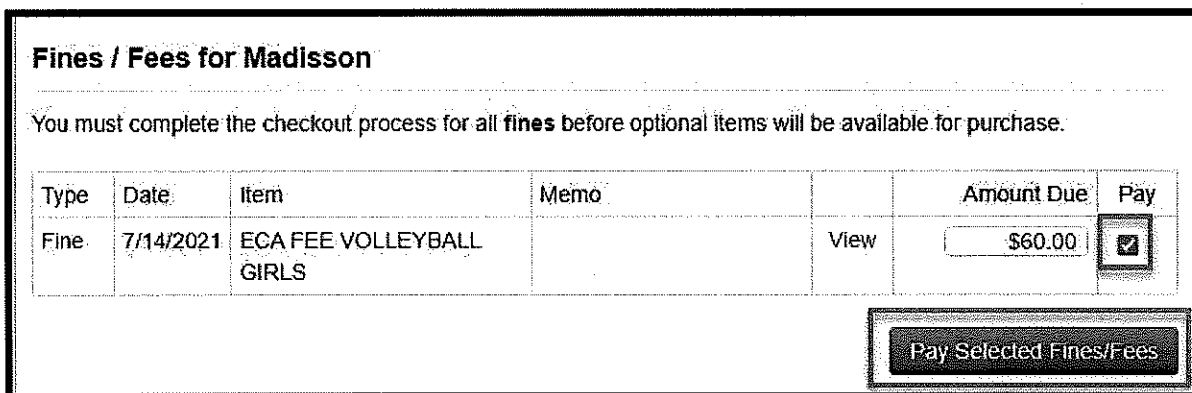 Fines / Fees for Madisson
You must complete the checkout process for all fines before optional items will be available for purchase.
Type Date Item Memo Amount Due Pay
Fine 7/14/2021 ECA FEE VOLLEYBALL GIRLS View $60.00
Pay Selected Fines/Fees